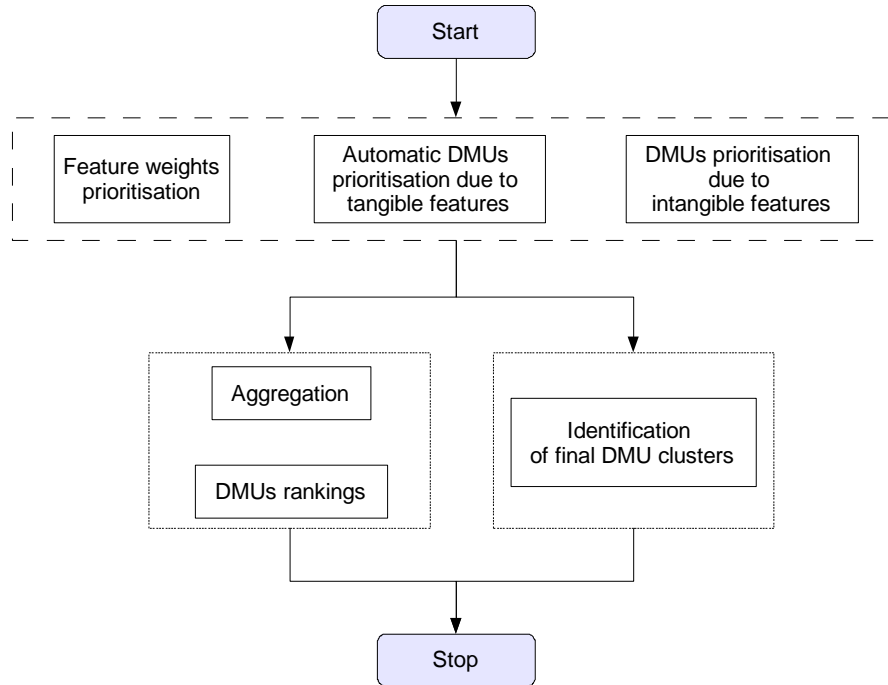 Start
Feature weights
prioritisation
Automatic DMUs
prioritisation due to
tangible features
DMUs prioritisation
due to
intangible features
Aggregation
DMUs rankings
Identification
of final DMU clusters
Stop